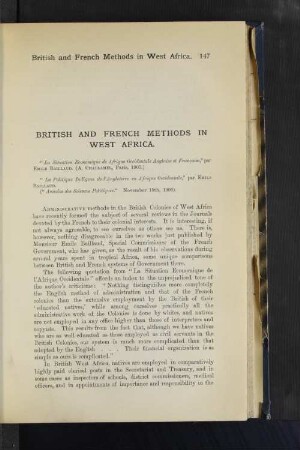 British and French Methods in West Africa. 147
BRITISH AND FRENCH METHODS IN
WEST AFRICA.
"La Situation Économique de l'Afrique Occidentale Anglaise et Française," par
ÉMILE BAILLAUD. (A. CHALLAMEL, Paris, 1907.)
"La Politique Indigène de l'Angleterre en Afrique Occidentale," par ÉMILE
BAILLAUD.
("Annales des Sciences Politiques." November 15th, 1909).
ADMINISTRATIVE methods in the British Colonies of West Africa
have recently formed the subject of several reviews in the Journals
devoted by the French to their colonial interests. It is interesting, if
not always agreeable, to see ourselves as others see us. There is,
however, nothing disagreeable in the two works just published by
Monsieur Emile Baillaud, Special Commissioner of the French
Government, who has given, as the result of his observations during
several years spent in tropical Africa, some unique comparisons
between British and French systems of Government there.
The following quotation from "La Situation Économique de
l'Afrique Occidentale" affords an index to the unprejudiced tone of
the author's criticism: "Nothing distinguishes more completely
the English method of administration and that of the French
colonies than the extensive employment by the British of their
'educated natives,' while among ourselves practically all the
administrative work of the Colonies is done by whites, and natives
are not employed in any office higher than those of interpreters and
copyists. This results from the fact that, although we have natives
who are as well educated as those employed as civil servants in the
British Colonies, our system is much more complicated than that
adopted by the English. . . . Their financial organization is as
simple as ours is complicated."
In British West Africa natives are employed in comparatively
highly paid clerical posts in the Secretariat and Treasury, and in
some cases as inspectors of schools, district commissioners, medical
officers, and in appointments of importance and responsibility in the